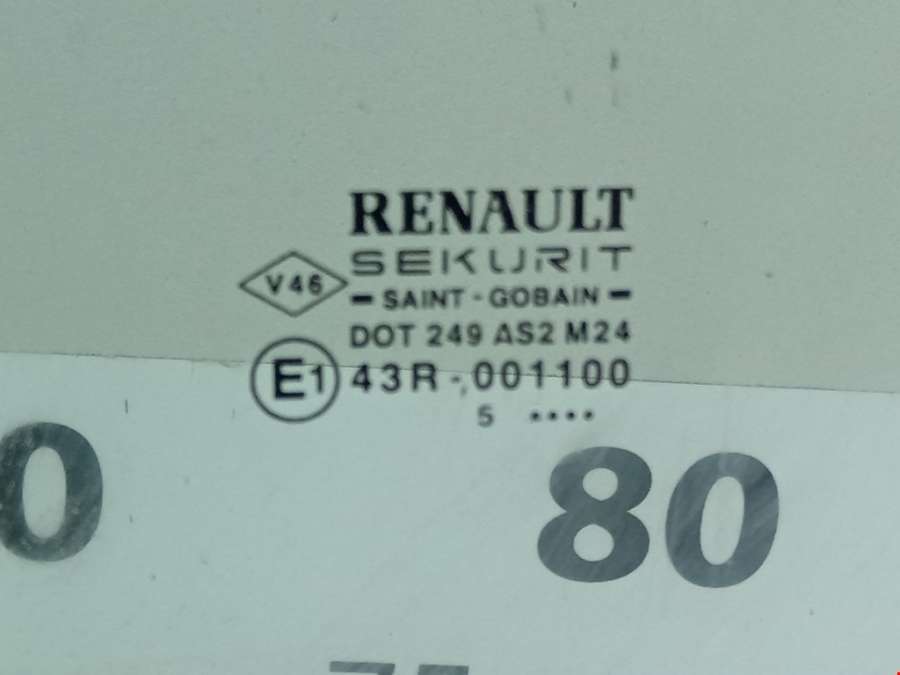 RENAULT
SEKURIT
V46
SAINT-GOBAIN
DOT 249 AS2 M24
E1 43R-001100
5 ••••
0 80